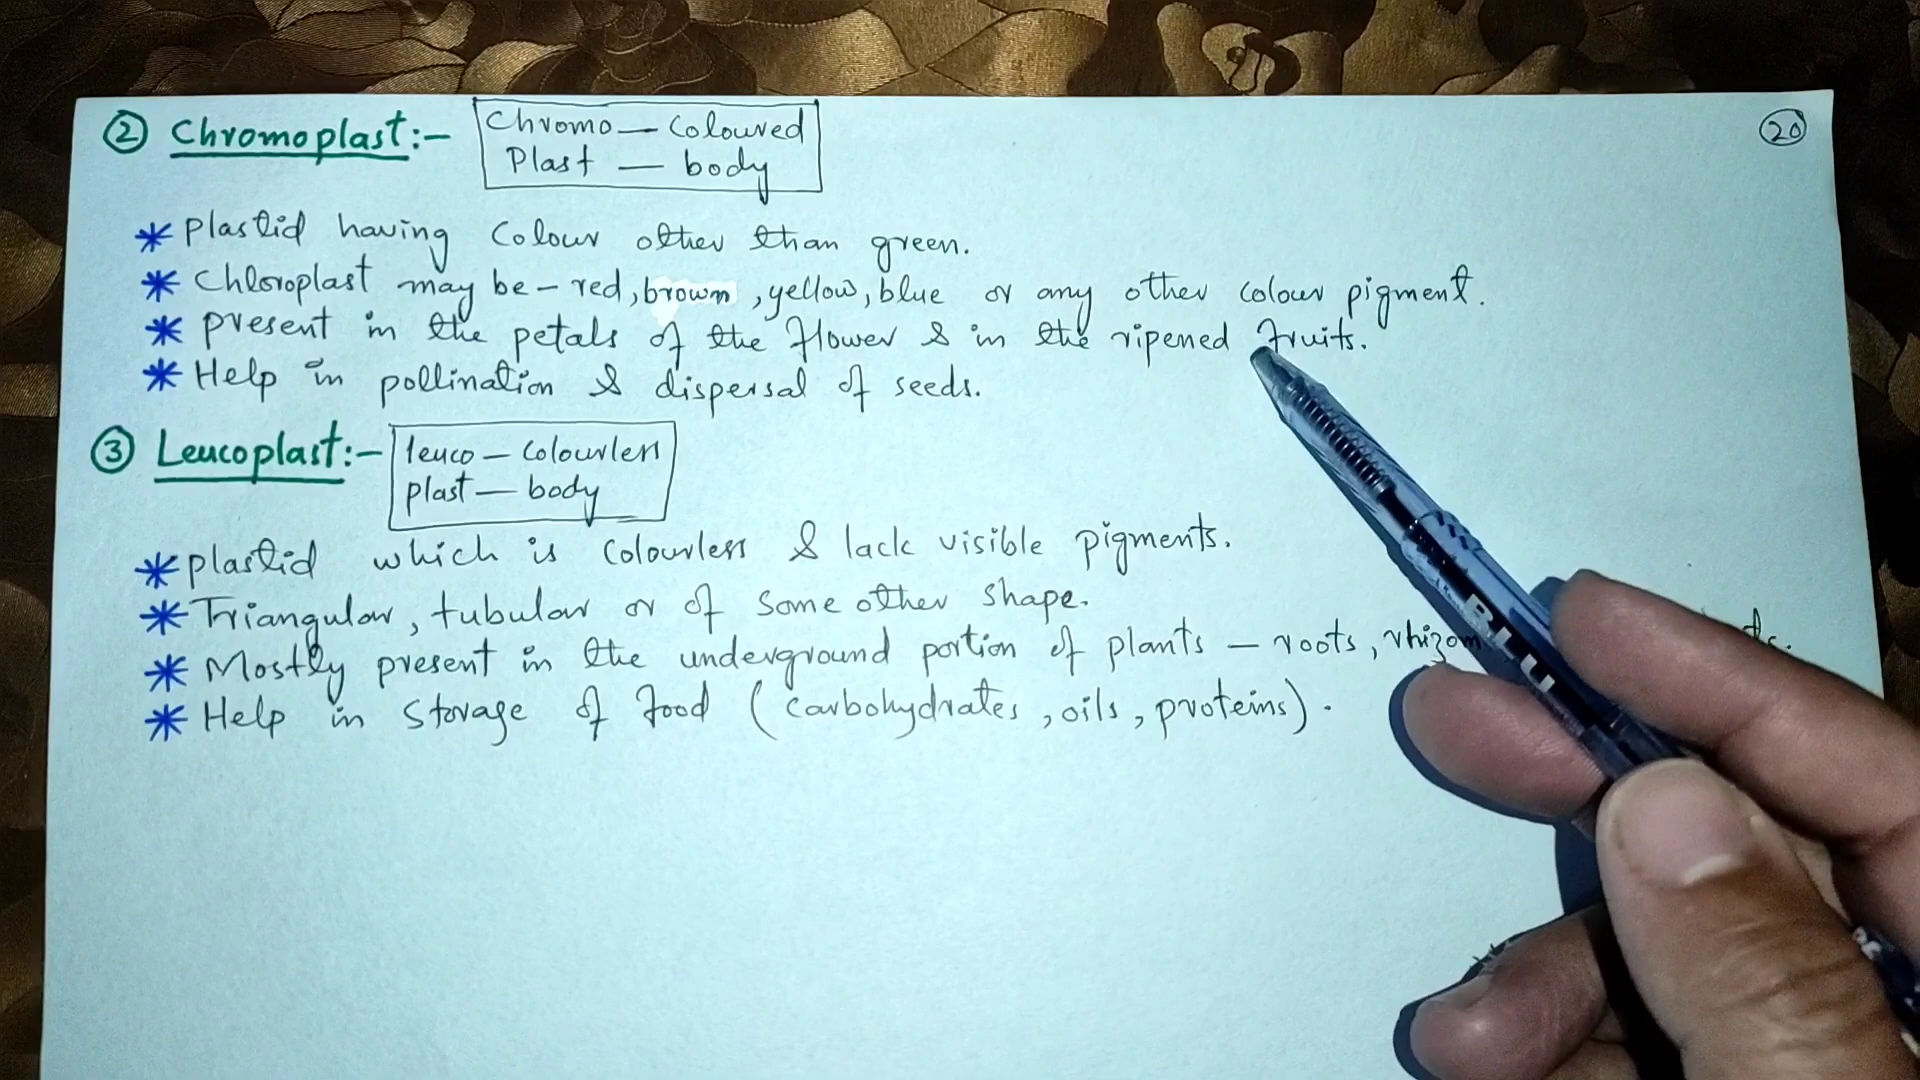 ② Chromoplast:- Chromo — Coloured
Plast — body
20
* Plastid having Colour other than green.
* Chloroplast may be – red, brown, yellow, blue or any other colour pigment.
* present in the petals of the flower & in the ripened fruits.
* Help in pollination & dispersal of seeds.
③ Leucoplast:- leuco – Colourless
plast — body
* plastid which is Colourless & lack visible pigments.
* Triangular, tubular or of some other shape.
* Mostly present in the underground portion of plants – roots,
* Help in Storage of food (carbohydrates, oils, proteins).